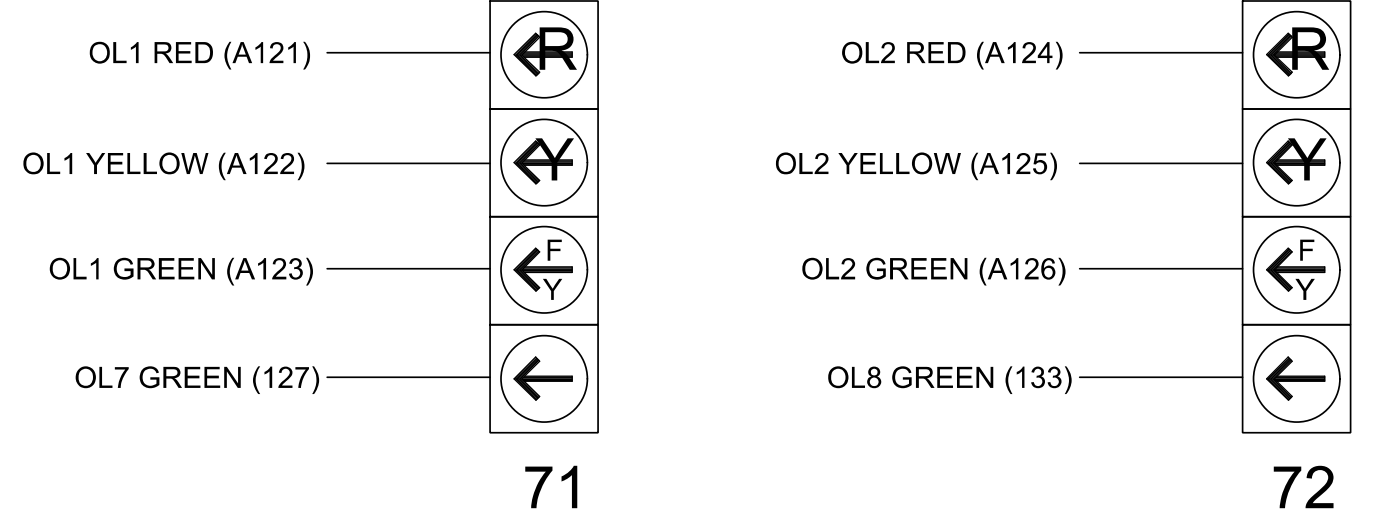 OL1 RED (A121)
R
OL1 YELLOW (A122)
Y
OL1 GREEN (A123)
F
Y
OL7 GREEN (127)
71
OL2 RED (A124)
R
OL2 YELLOW (A125)
Y
OL2 GREEN (A126)
F
Y
OL8 GREEN (133)
72